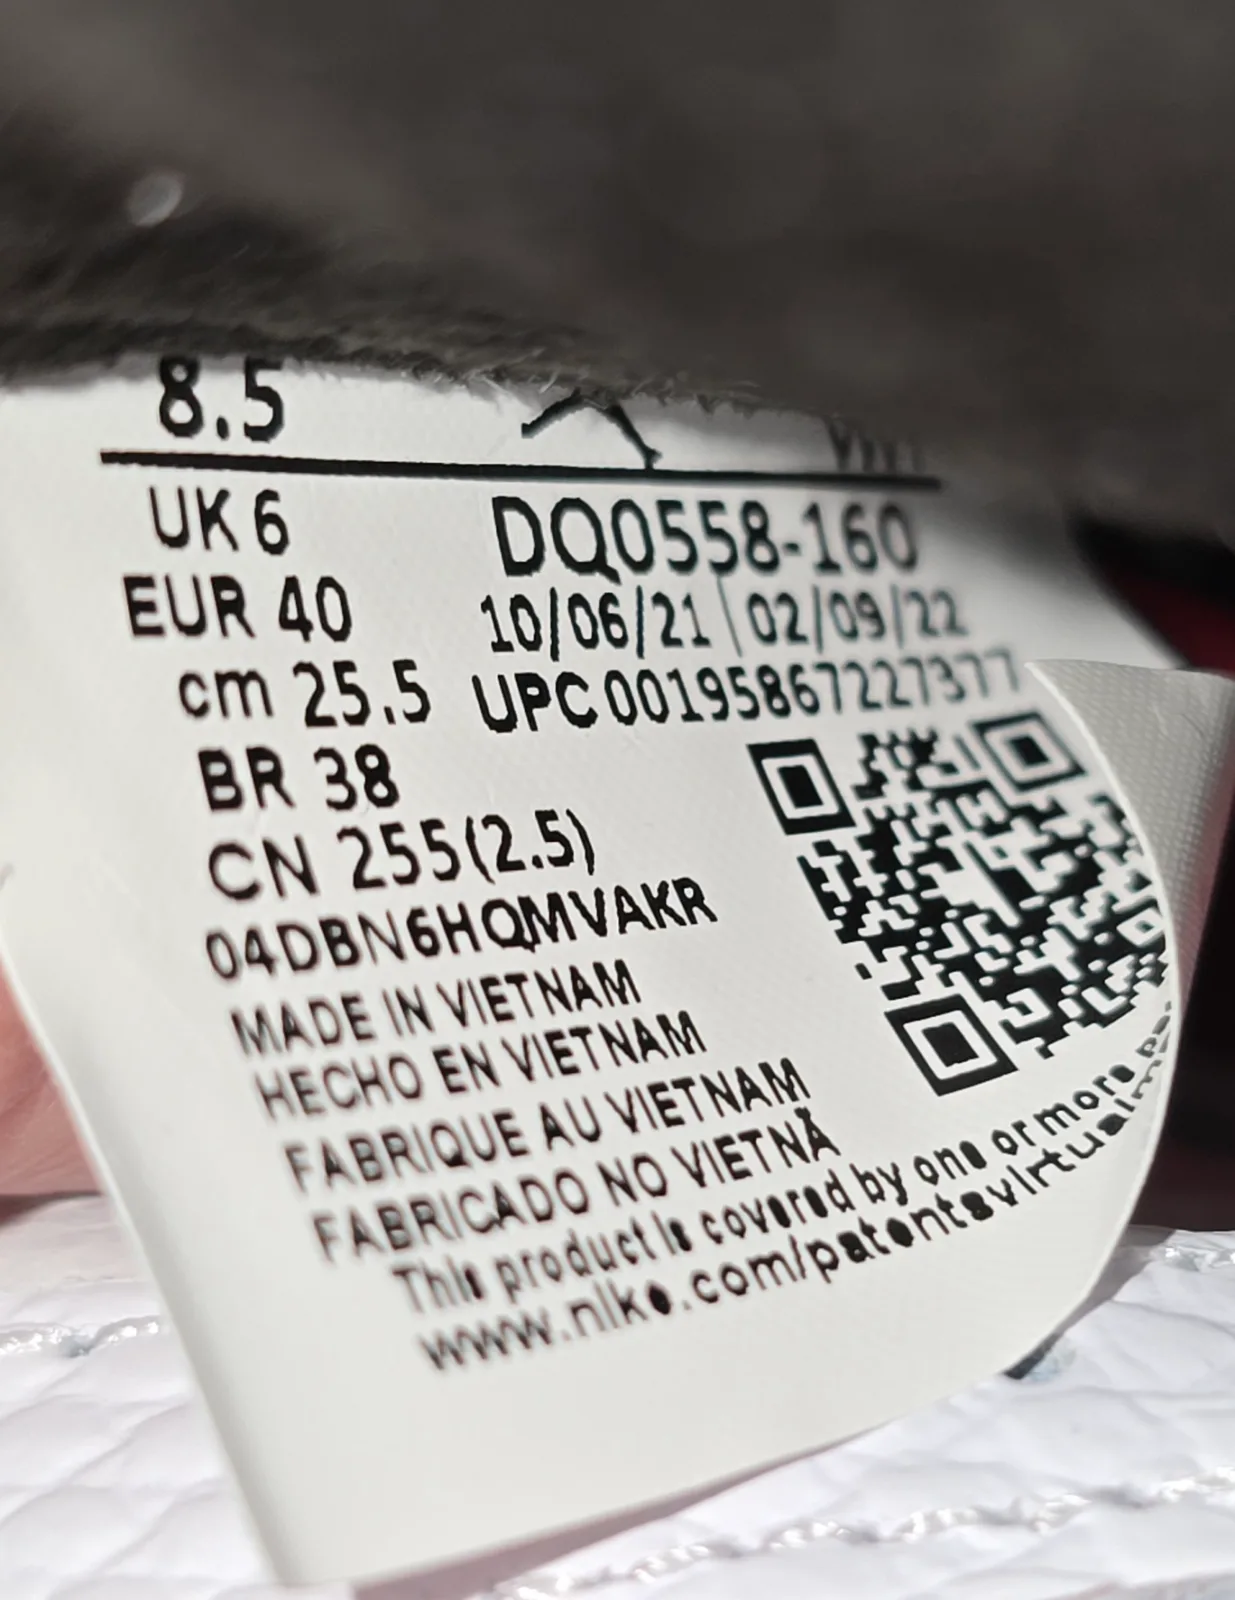 8.5
UK 6
DQ0558-160
EUR 40
10/06/21 02/09/22
cm 25.5
UPC 00195867227377
BR 38
CN 255(2.5)
04DBN6HQMVAKR
MADE IN VIETNAM
HECHO EN VIETNAM
FABRIQUE AU VIETNAM
FABRICADO NO VIETNÃ
This product is covered by one or more
www.nike.com/patents